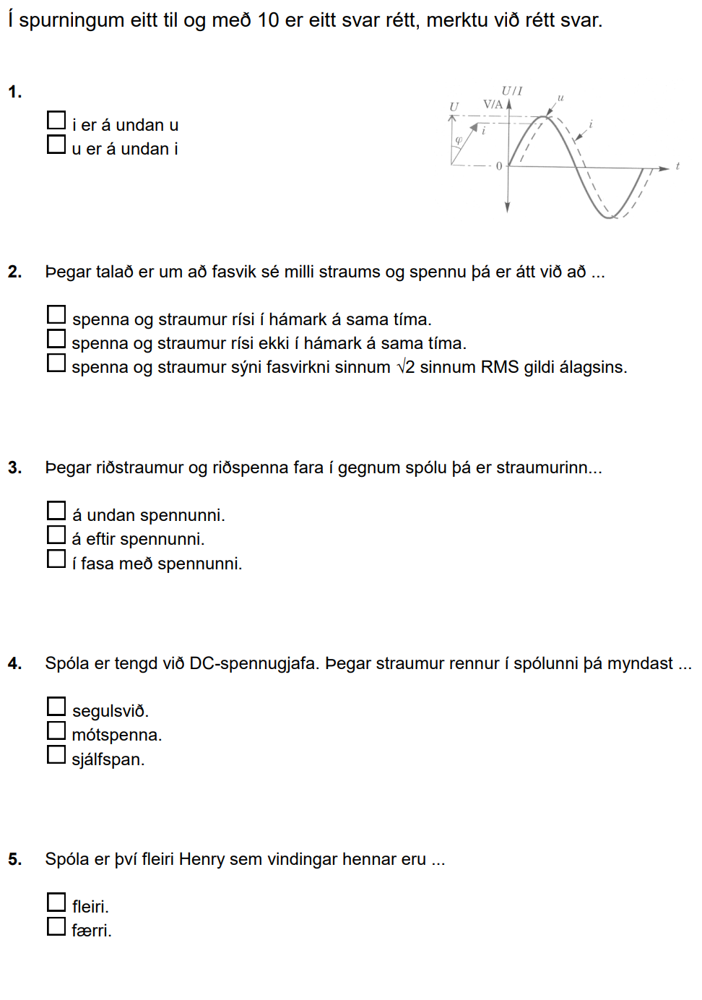 Í spurningum eitt til og með 10 er eitt svar rétt, merktu við rétt svar.
1.
i er á undan u
u er á undan i
U/I
V/A
U
u
i
i
φ
0
t
2. Þegar talað er um að fasvik sé milli straums og spennu þá er átt við að ...
spenna og straumur rísi í hámark á sama tíma.
spenna og straumur rísi ekki í hámark á sama tíma.
spenna og straumur sýni fasvirkni sinnum √2 sinnum RMS gildi álagsins.
3. Þegar riðstraumur og riðspenna fara í gegnum spólu þá er straumurinn...
á undan spennunni.
á eftir spennunni.
í fasa með spennunni.
4. Spóla er tengd við DC-spennugjafa. Þegar straumur rennur í spólunni þá myndast ...
segulsvið.
mótspenna.
sjálfspan.
5. Spóla er því fleiri Henry sem vindingar hennar eru ...
fleiri.
færri.